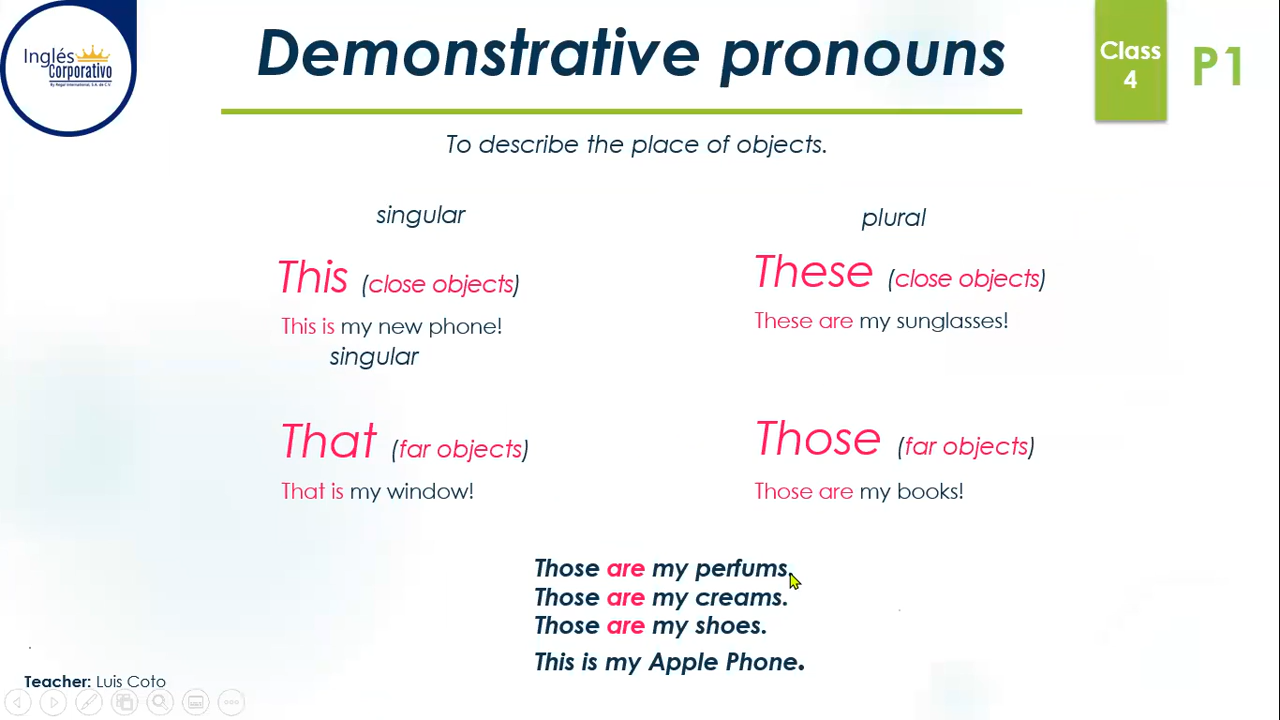 Inglés
Corporativo
By Regal International, S.A. de C.V.
Demonstrative pronouns
Class
4
P1
To describe the place of objects.
singular
plural
This (close objects)
These (close objects)
This is my new phone!
These are my sunglasses!
singular
That (far objects)
Those (far objects)
That is my window!
Those are my books!
Those are my perfums.
Those are my creams.
Those are my shoes.
This is my Apple Phone.
Teacher: Luis Coto